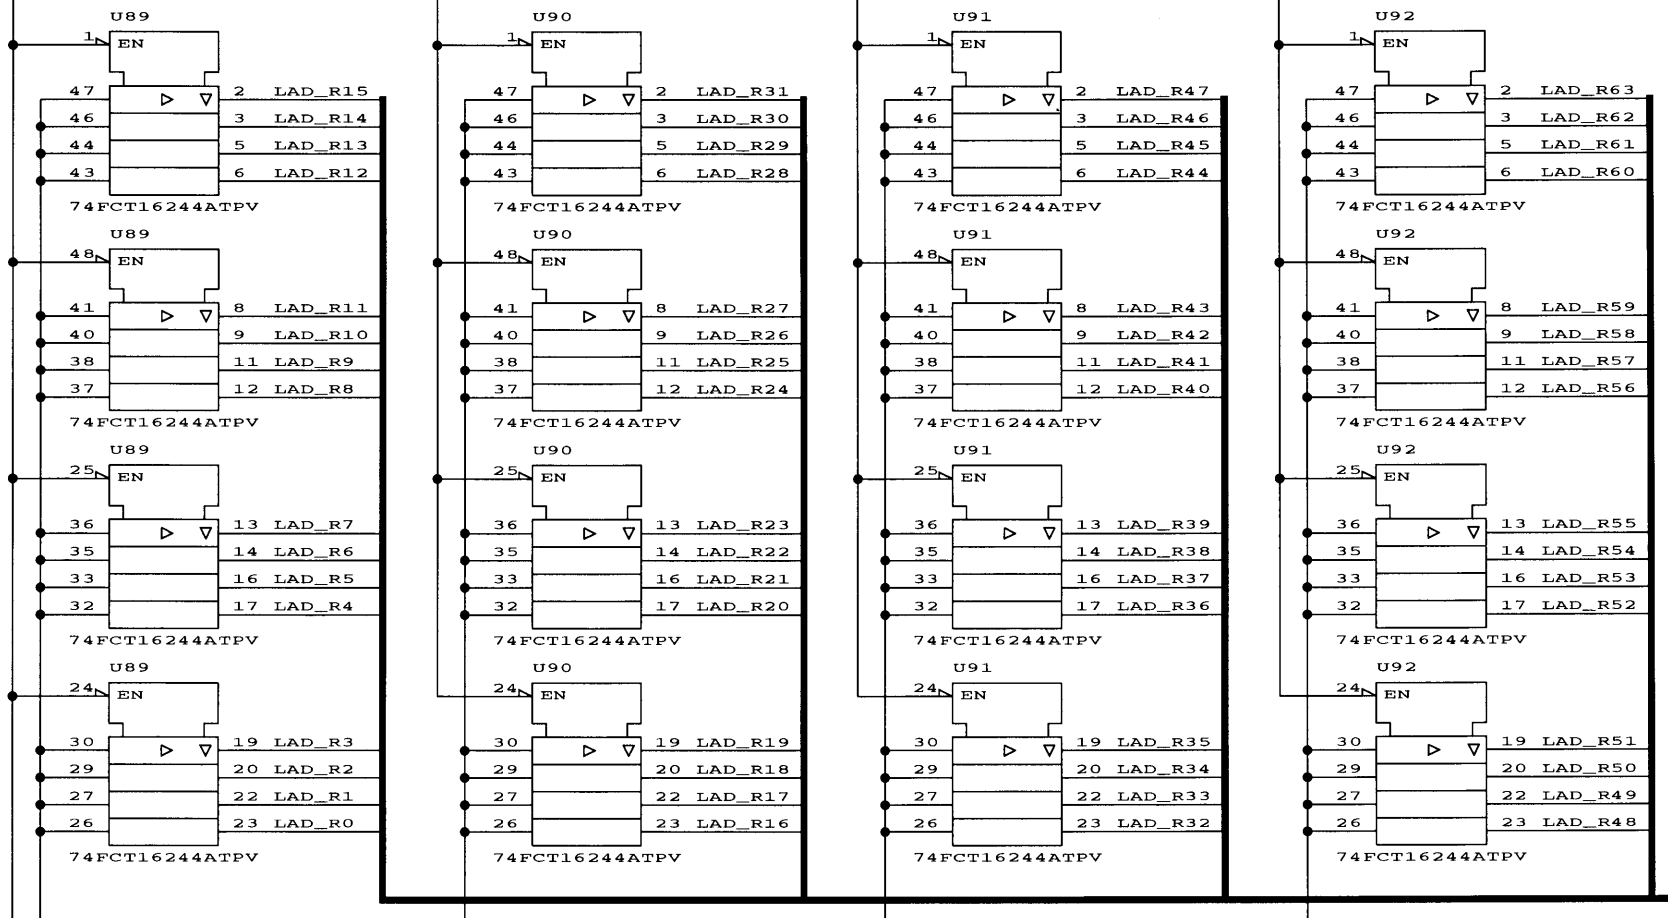 U89 U90 U91 U92
1 EN 1 EN 1 EN 1 EN
47 2 LAD_R15 47 2 LAD_R31 47 2 LAD_R47 47 2 LAD_R63
46 3 LAD_R14 46 3 LAD_R30 46 3 LAD_R46 46 3 LAD_R62
44 5 LAD_R13 44 5 LAD_R29 44 5 LAD_R45 44 5 LAD_R61
43 6 LAD_R12 43 6 LAD_R28 43 6 LAD_R44 43 6 LAD_R60
74FCT16244ATPV 74FCT16244ATPV 74FCT16244ATPV 74FCT16244ATPV
U89 U90 U91 U92
48 EN 48 EN 48 EN 48 EN
41 8 LAD_R11 41 8 LAD_R27 41 8 LAD_R43 41 8 LAD_R59
40 9 LAD_R10 40 9 LAD_R26 40 9 LAD_R42 40 9 LAD_R58
38 11 LAD_R9 38 11 LAD_R25 38 11 LAD_R41 38 11 LAD_R57
37 12 LAD_R8 37 12 LAD_R24 37 12 LAD_R40 37 12 LAD_R56
74FCT16244ATPV 74FCT16244ATPV 74FCT16244ATPV 74FCT16244ATPV
U89 U90 U91 U92
25 EN 25 EN 25 EN 25 EN
36 13 LAD_R7 36 13 LAD_R23 36 13 LAD_R39 36 13 LAD_R55
35 14 LAD_R6 35 14 LAD_R22 35 14 LAD_R38 35 14 LAD_R54
33 16 LAD_R5 33 16 LAD_R21 33 16 LAD_R37 33 16 LAD_R53
32 17 LAD_R4 32 17 LAD_R20 32 17 LAD_R36 32 17 LAD_R52
74FCT16244ATPV 74FCT16244ATPV 74FCT16244ATPV 74FCT16244ATPV
U89 U90 U91 U92
24 EN 24 EN 24 EN 24 EN
30 19 LAD_R3 30 19 LAD_R19 30 19 LAD_R35 30 19 LAD_R51
29 20 LAD_R2 29 20 LAD_R18 29 20 LAD_R34 29 20 LAD_R50
27 22 LAD_R1 27 22 LAD_R17 27 22 LAD_R33 27 22 LAD_R49
26 23 LAD_R0 26 23 LAD_R16 26 23 LAD_R32 26 23 LAD_R48
74FCT16244ATPV 74FCT16244ATPV 74FCT16244ATPV 74FCT16244ATPV